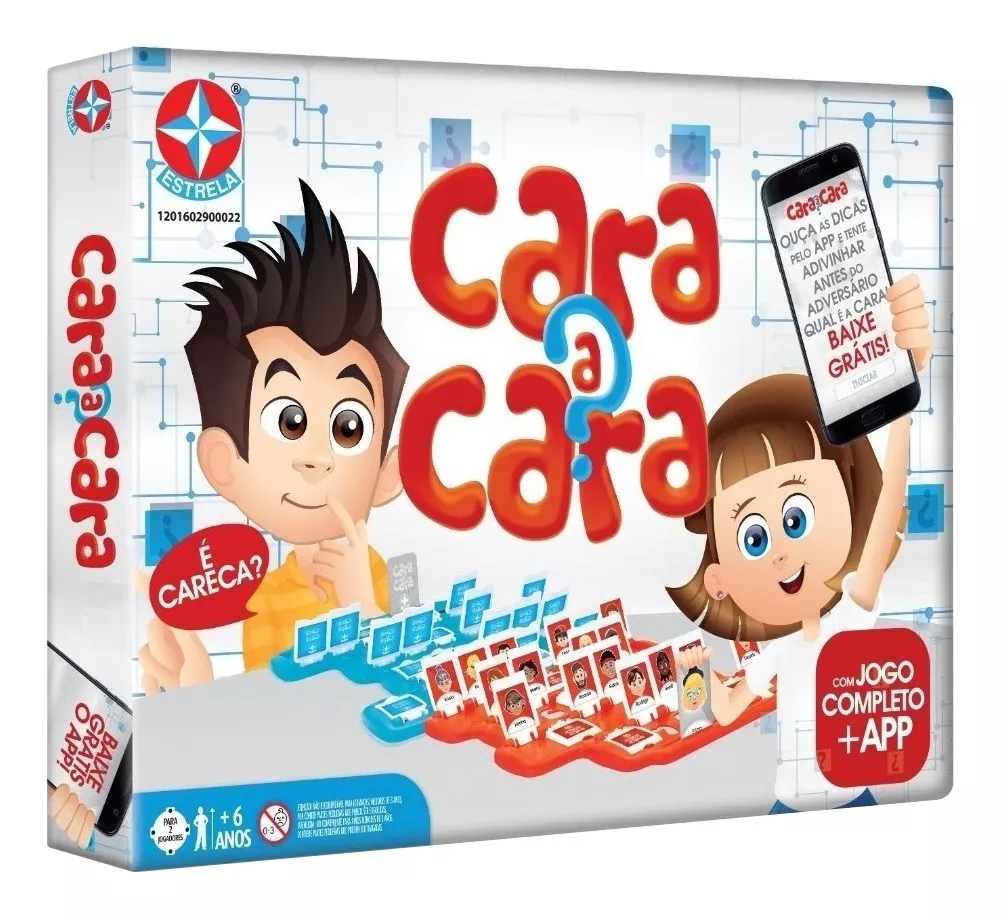 ESTRELA
®
1201602900022
cara
a
cara
cara a cara
cara a cara
OUÇA AS DICAS
PELO APP E TENTE
ADIVINHAR
ANTES DO
ADVERSÁRIO
QUAL É A CARA!
BAIXE
GRÁTIS!
INICIAR
É
CARECA?
cara
a
cara
COM JOGO
COMPLETO
+ APP
BAIXE
GRÁTIS
O APP!
PARA
2
JOGADORES
+ 6
ANOS
0-3